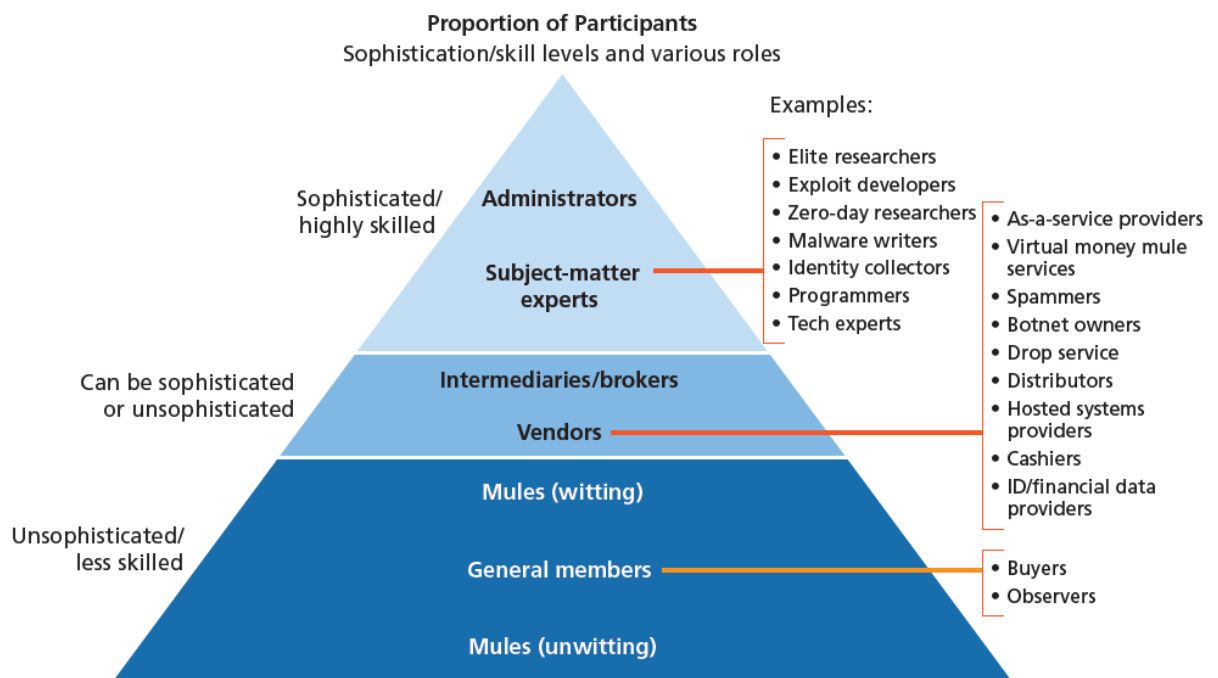 Proportion of Participants
Sophistication/skill levels and various roles
Examples:
Sophisticated/
highly skilled
Administrators
Subject-matter
experts
• Elite researchers
• Exploit developers
• Zero-day researchers
• Malware writers
• Identity collectors
• Programmers
• Tech experts
Can be sophisticated
or unsophisticated
Intermediaries/brokers
Vendors
• As-a-service providers
• Virtual money mule
services
• Spammers
• Botnet owners
• Drop service
• Distributors
• Hosted systems
providers
• Cashiers
• ID/financial data
providers
Unsophisticated/
less skilled
Mules (witting)
General members
• Buyers
• Observers
Mules (unwitting)